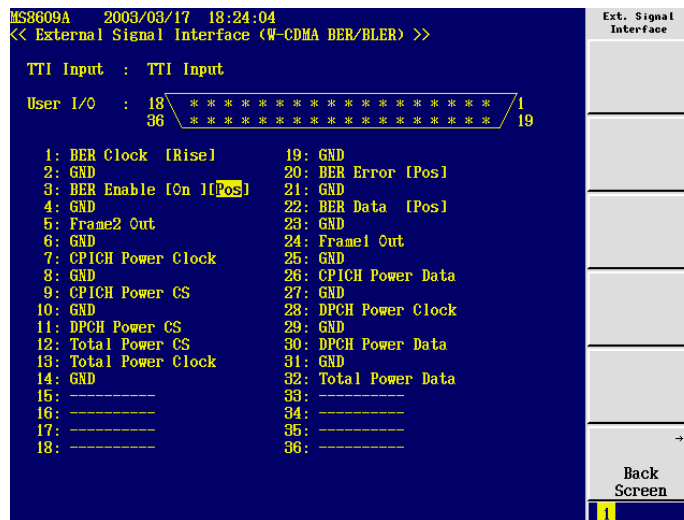 MS8609A 2003/03/17 18:24:04
<< External Signal Interface (W-CDMA BER/BLER) >>
TTI Input : TTI Input
User I/O : 18 * * * * * * * * * * * * * * * * * * 1
36 * * * * * * * * * * * * * * * * * * 19
1: BER Clock [Rise] 19: GND
2: GND 20: BER Error [Pos]
3: BER Enable [On ][Pos] 21: GND
4: GND 22: BER Data [Pos]
5: Frame2 Out 23: GND
6: GND 24: Frame1 Out
7: CPICH Power Clock 25: GND
8: GND 26: CPICH Power Data
9: CPICH Power CS 27: GND
10: GND 28: DPCH Power Clock
11: DPCH Power CS 29: GND
12: Total Power CS 30: DPCH Power Data
13: Total Power Clock 31: GND
14: GND 32: Total Power Data
15: ---------- 33: ----------
16: ---------- 34: ----------
17: ---------- 35: ----------
18: ---------- 36: ----------
Ext. Signal
Interface
→
Back
Screen
1